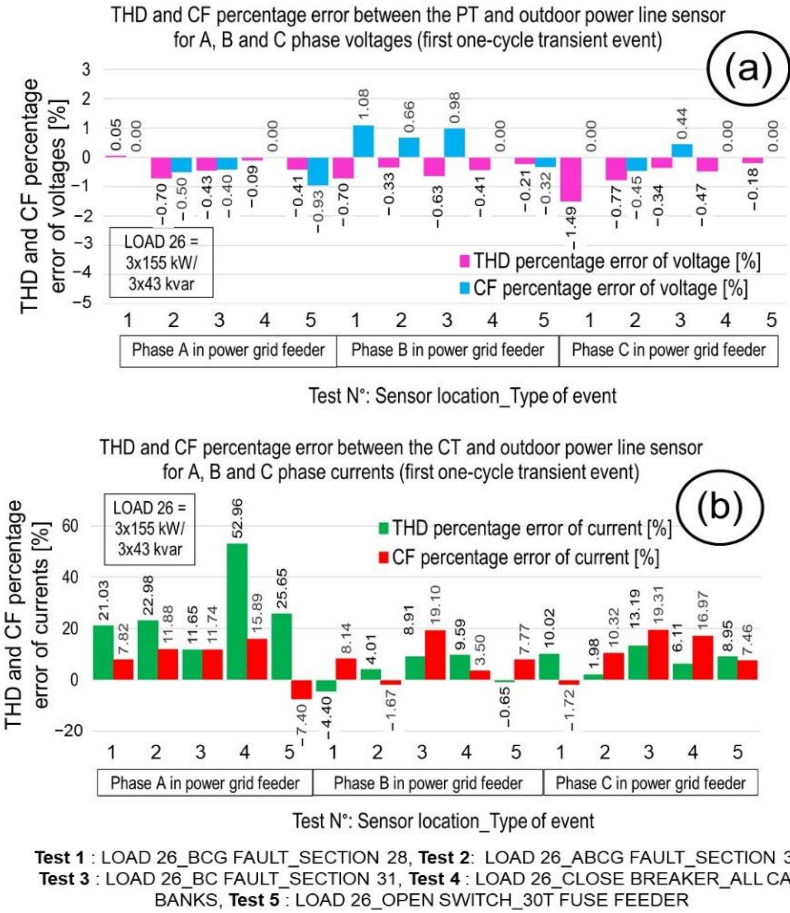 THD and CF percentage error between the PT and outdoor power line sensor
for A, B and C phase voltages (first one-cycle transient event)
(a)
THD and CF percentage
error of voltages [%]
3
2
1
0
−1
−2
−3
−4
−5
0.05
0.00
−0.70
−0.50
−0.43
−0.40
−0.09
0.00
−0.41
−0.93
−0.70
1.08
−0.33
0.66
−0.63
0.98
−0.41
0.00
−0.21
−0.32
−1.49
0.00
−0.77
−0.45
−0.34
0.44
−0.47
0.00
−0.18
0.00
LOAD 26 =
3x155 kW/
3x43 kvar
THD percentage error of voltage [%]
CF percentage error of voltage [%]
1 2 3 4 5 1 2 3 4 5 1 2 3 4 5
Phase A in power grid feeder Phase B in power grid feeder Phase C in power grid feeder
Test N°: Sensor location_Type of event
THD and CF percentage error between the CT and outdoor power line sensor
for A, B and C phase currents (first one-cycle transient event)
(b)
THD and CF percentage
error of currents [%]
60
40
20
0
−20
LOAD 26 =
3x155 kW/
3x43 kvar
THD percentage error of current [%]
CF percentage error of current [%]
21.03
7.82
22.98
11.88
11.65
11.74
52.96
15.89
25.65
−7.40
−4.40
8.14
4.01
−1.67
8.91
19.10
9.59
3.50
−0.65
7.77
10.02
−1.72
1.98
10.32
13.19
19.31
6.11
16.97
8.95
7.46
1 2 3 4 5 1 2 3 4 5 1 2 3 4 5
Phase A in power grid feeder Phase B in power grid feeder Phase C in power grid feeder
Test N°: Sensor location_Type of event
Test 1 : LOAD 26_BCG FAULT_SECTION 28, Test 2: LOAD 26_ABCG FAULT_SECTION 3
Test 3 : LOAD 26_BC FAULT_SECTION 31, Test 4 : LOAD 26_CLOSE BREAKER_ALL CA
BANKS, Test 5 : LOAD 26_OPEN SWITCH_30T FUSE FEEDER